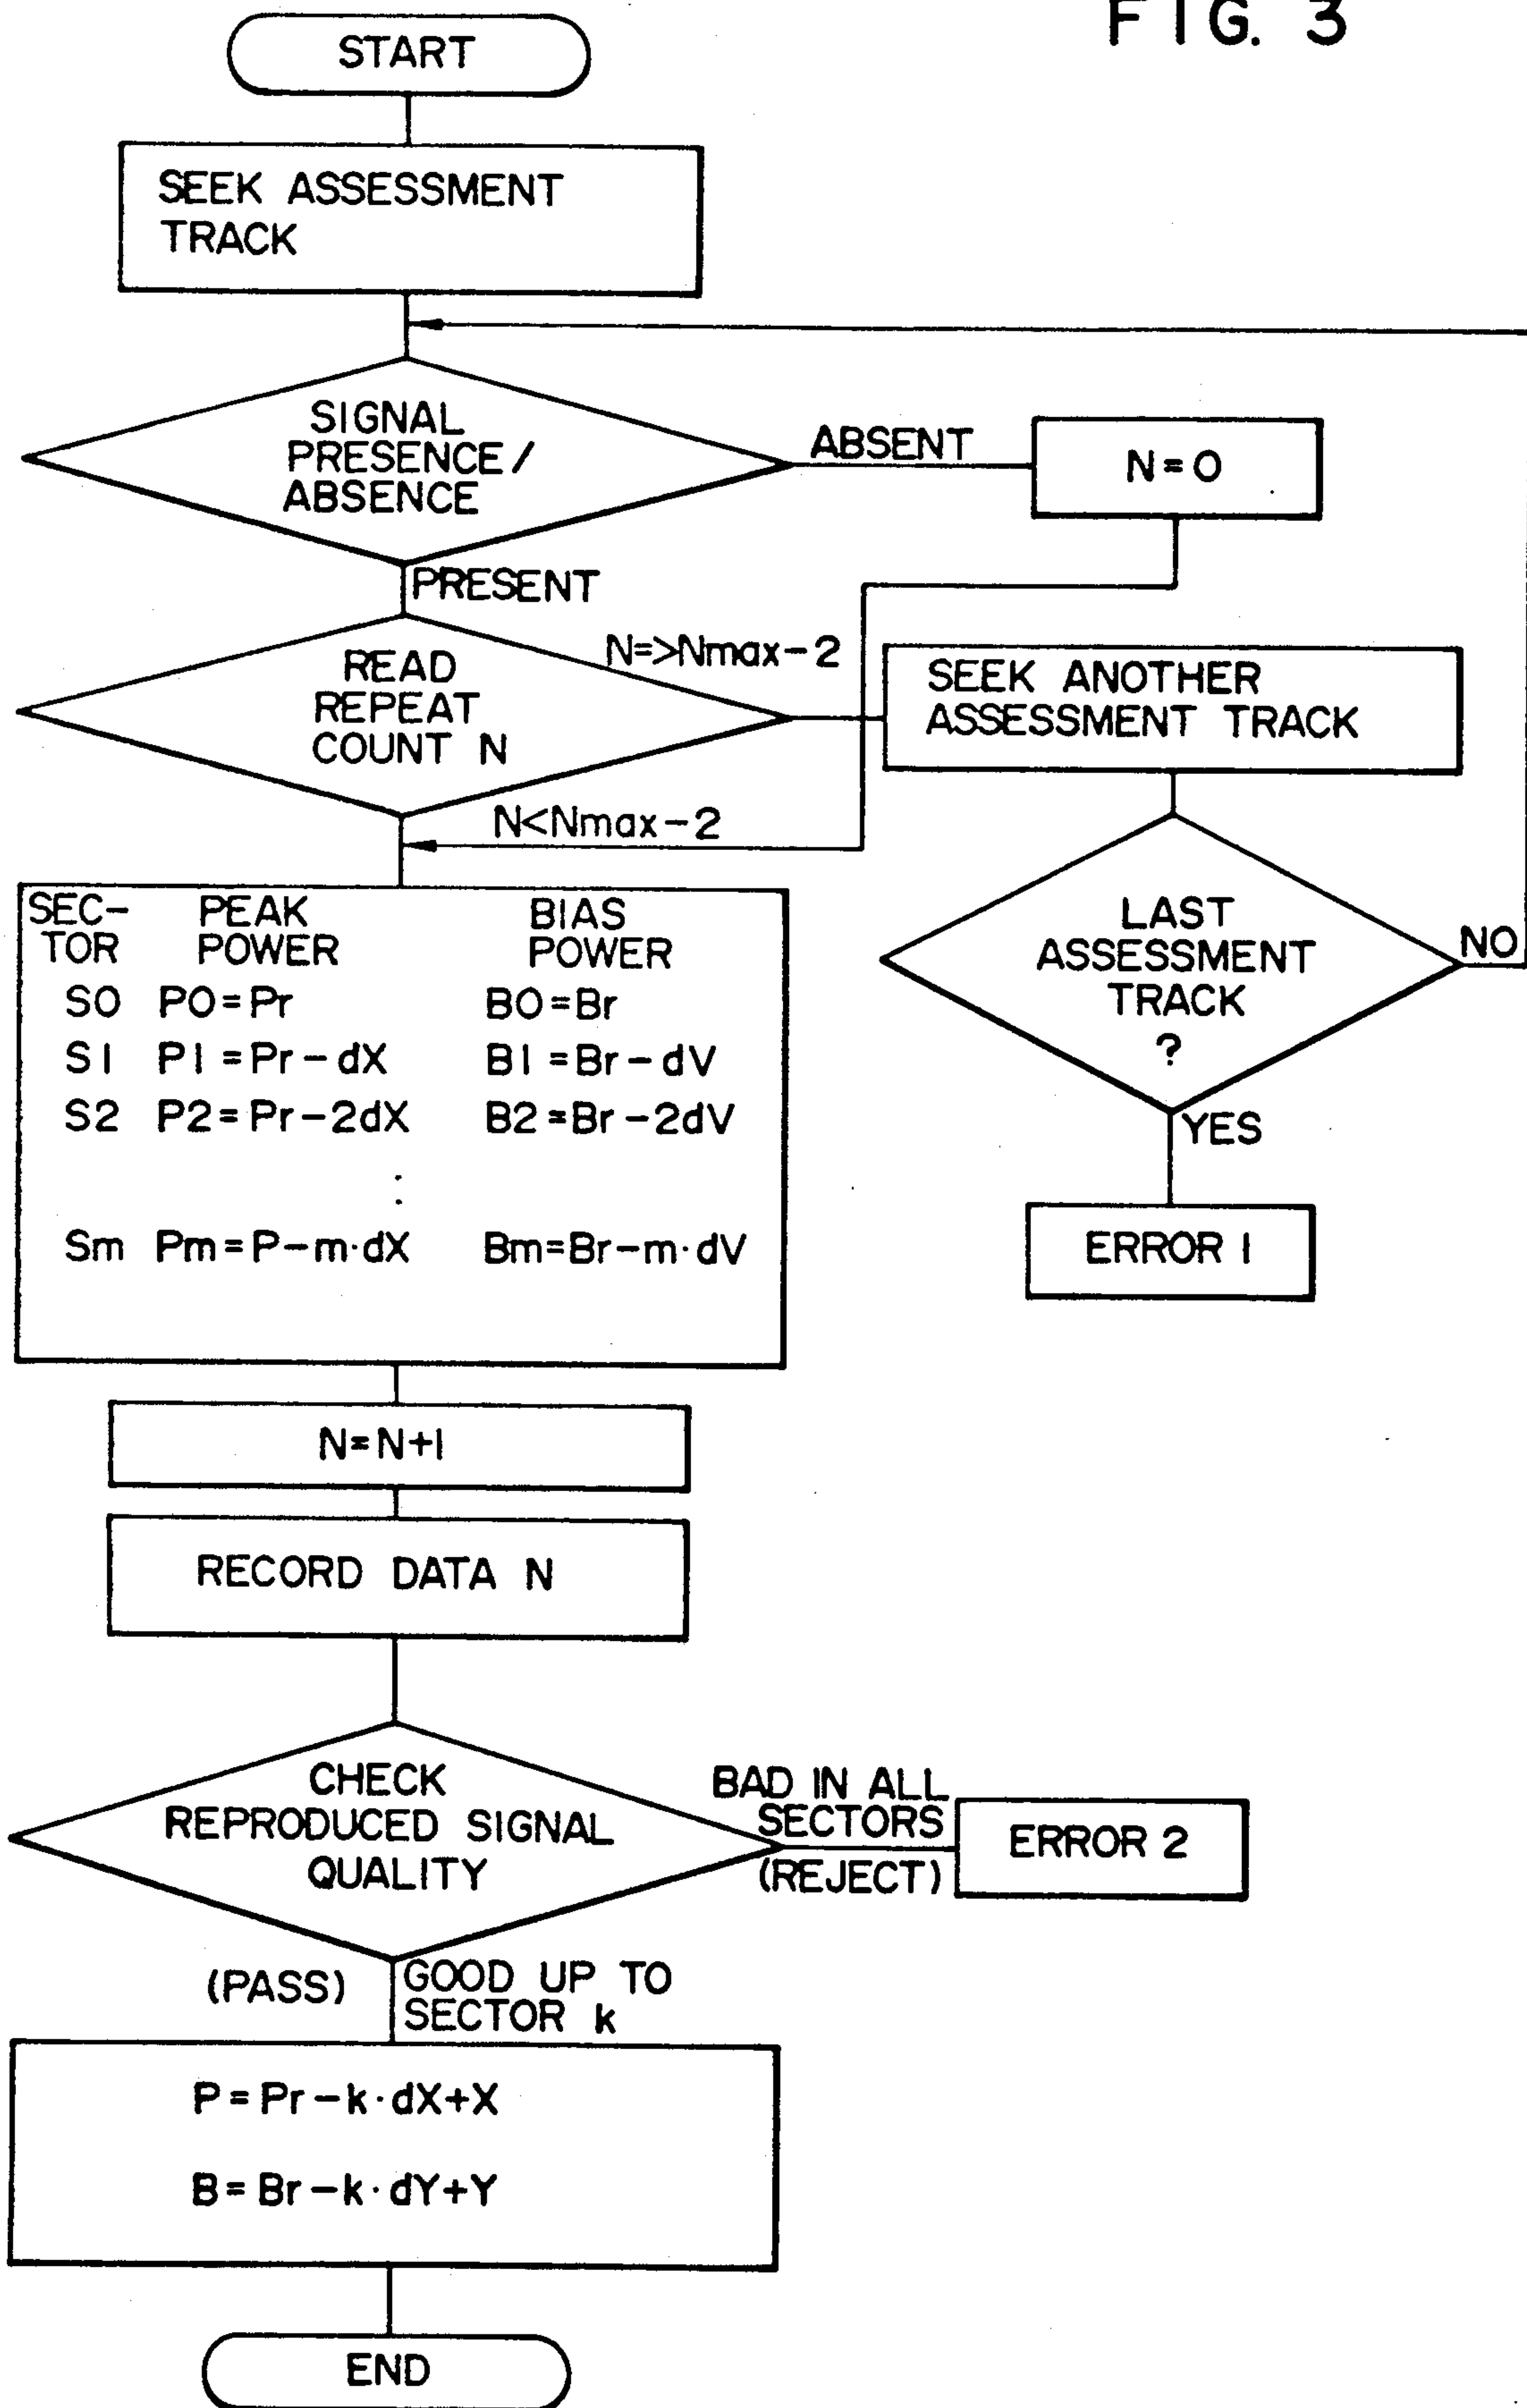 FIG. 3
START
SEEK ASSESSMENT
TRACK
SIGNAL
PRESENCE/
ABSENCE
ABSENT
N=0
PRESENT
READ
REPEAT
COUNT N
N=>Nmax-2
SEEK ANOTHER
ASSESSMENT TRACK
N<Nmax-2
LAST
ASSESSMENT
TRACK
?
NO
YES
ERROR 1
SEC- PEAK BIAS
TOR POWER POWER
S0 P0=Pr B0=Br
S1 P1=Pr-dX B1=Br-dV
S2 P2=Pr-2dX B2=Br-2dV
:
Sm Pm=P-m·dX Bm=Br-m·dV
N=N+1
RECORD DATA N
CHECK
REPRODUCED SIGNAL
QUALITY
BAD IN ALL
SECTORS
(REJECT)
ERROR 2
(PASS)
GOOD UP TO
SECTOR k
P=Pr-k·dX+X
B=Br-k·dY+Y
END